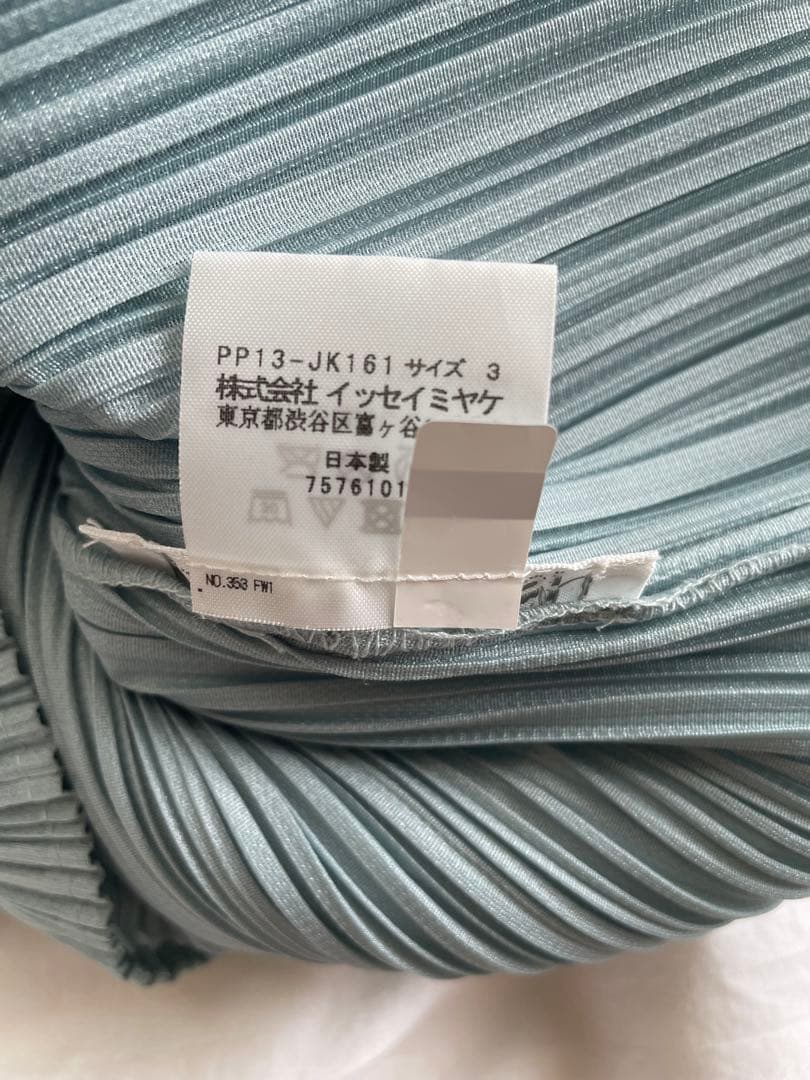 PP13-JK161 サイズ 3
株式会社 イッセイミヤケ
東京都渋谷区富ヶ谷
日本製
7576101
NO.353 FW1